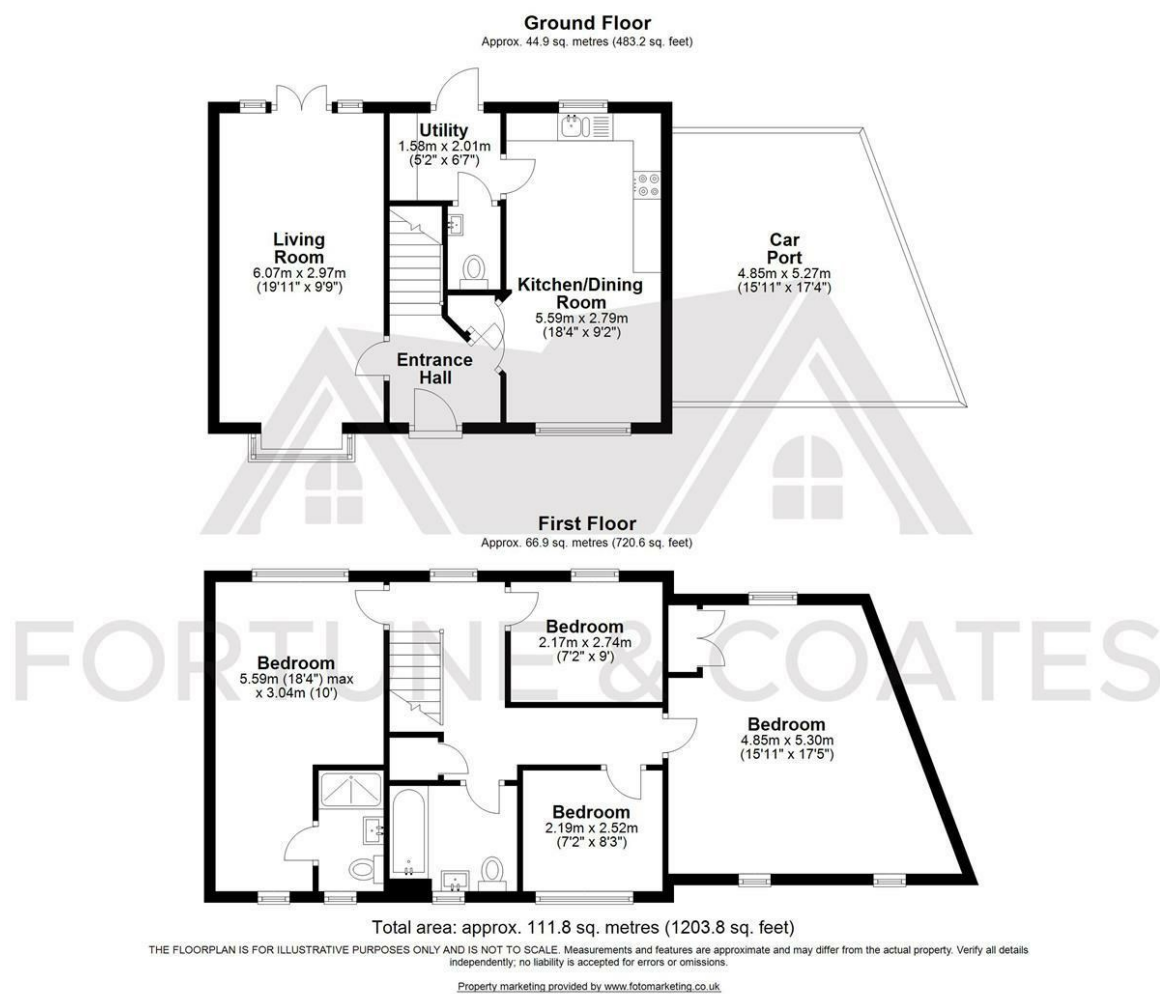 Ground Floor
Approx. 44.9 sq. metres (483.2 sq. feet)
Utility
1.58m x 2.01m
(5'2" x 6'7")
Living
Room
6.07m x 2.97m
(19'11" x 9'9")
Kitchen/Dining
Room
5.59m x 2.79m
(18'4" x 9'2")
Car
Port
4.85m x 5.27m
(15'11" x 17'4")
Entrance
Hall
First Floor
Approx. 66.9 sq. metres (720.6 sq. feet)
FORTUNE & COATES
Bedroom
5.59m (18'4") max
x 3.04m (10')
Bedroom
2.17m x 2.74m
(7'2" x 9')
Bedroom
4.85m x 5.30m
(15'11" x 17'5")
Bedroom
2.19m x 2.52m
(7'2" x 8'3")
Total area: approx. 111.8 sq. metres (1203.8 sq. feet)
THE FLOORPLAN IS FOR ILLUSTRATIVE PURPOSES ONLY AND IS NOT TO SCALE. Measurements and features are approximate and may differ from the actual property. Verify all details
independently; no liability is accepted for errors or omissions.
Property marketing provided by www.fotomarketing.co.uk